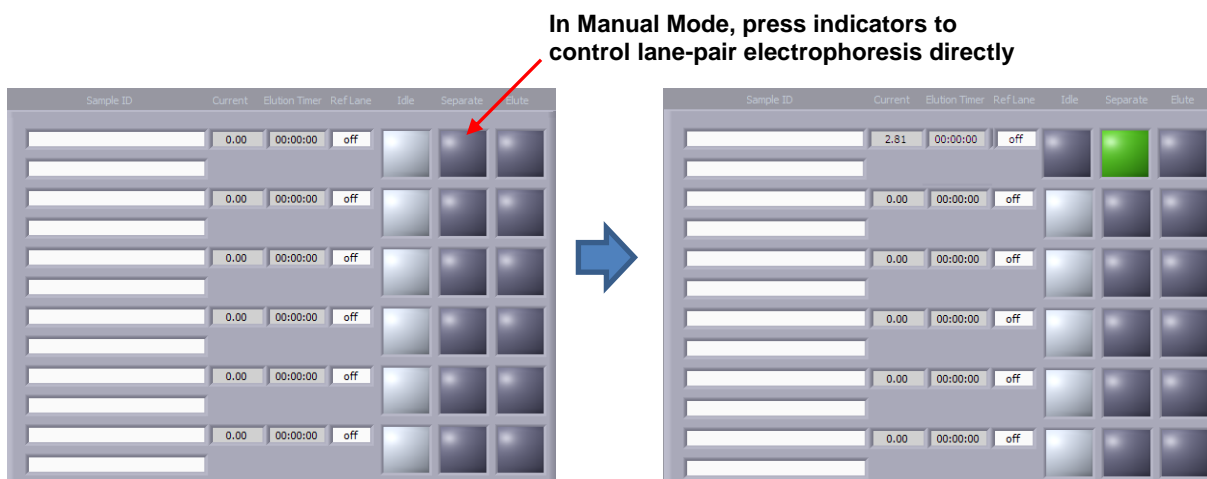 In Manual Mode, press indicators to
control lane-pair electrophoresis directly
Sample ID Current Elution Timer Ref Lane Idle Separate Elute
0.00 00:00:00 off
0.00 00:00:00 off
0.00 00:00:00 off
0.00 00:00:00 off
0.00 00:00:00 off
0.00 00:00:00 off
Sample ID Current Elution Timer Ref Lane Idle Separate Elute
2.81 00:00:00 off
0.00 00:00:00 off
0.00 00:00:00 off
0.00 00:00:00 off
0.00 00:00:00 off
0.00 00:00:00 off